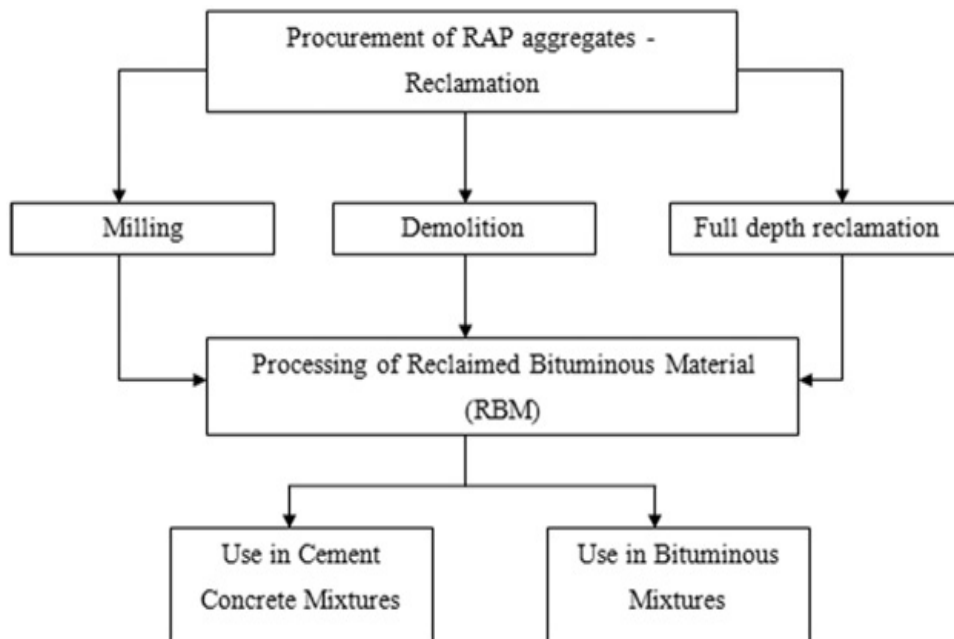 Procurement of RAP aggregates -
Reclamation
Milling
Demolition
Full depth reclamation
Processing of Reclaimed Bituminous Material
(RBM)
Use in Cement
Concrete Mixtures
Use in Bituminous
Mixtures